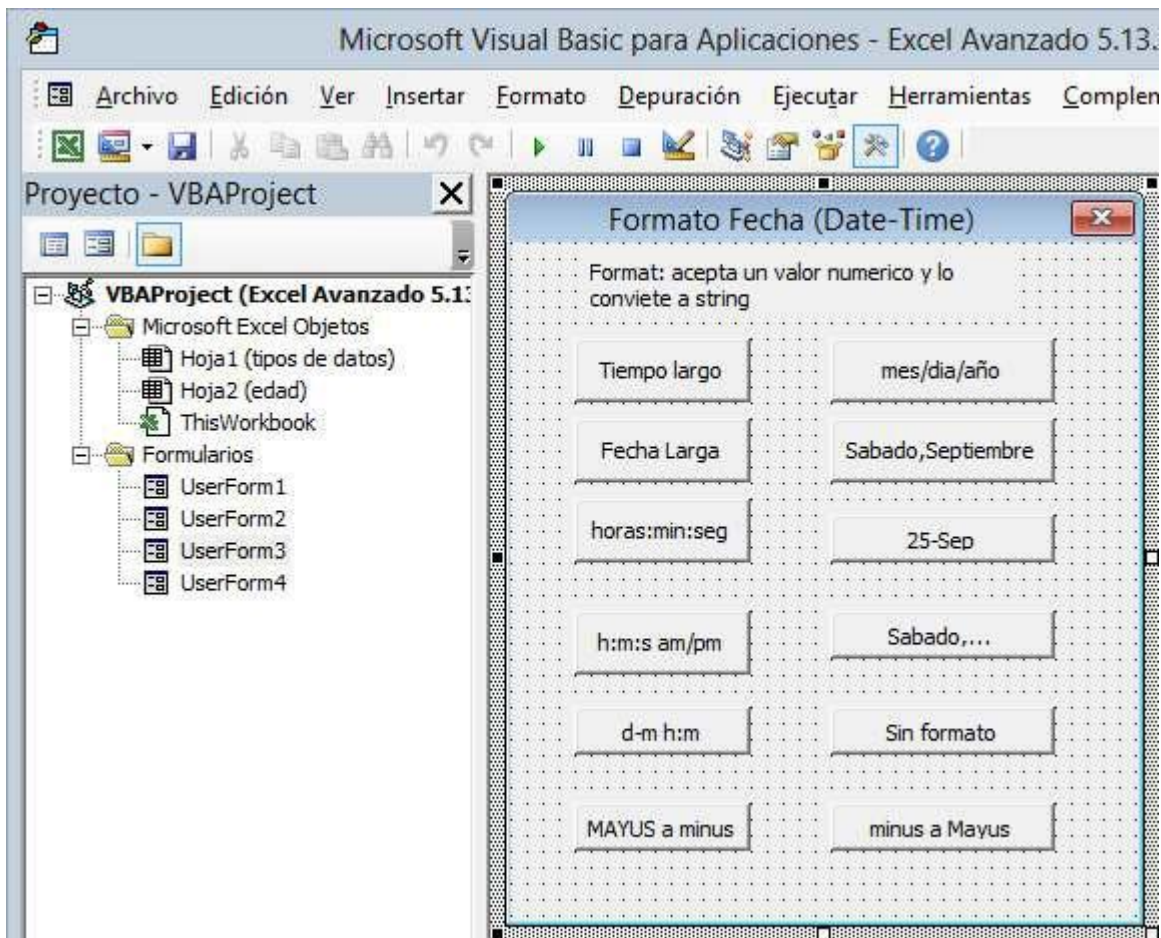 Microsoft Visual Basic para Aplicaciones - Excel Avanzado 5.13.
Archivo Edición Ver Insertar Formato Depuración Ejecutar Herramientas Complem
Proyecto - VBAProject
VBAProject (Excel Avanzado 5.13
Microsoft Excel Objetos
Hoja1 (tipos de datos)
Hoja2 (edad)
ThisWorkbook
Formularios
UserForm1
UserForm2
UserForm3
UserForm4
Formato Fecha (Date-Time)
Format: acepta un valor numerico y lo
conviete a string
Tiempo largo
mes/dia/año
Fecha Larga
Sabado,Septiembre
horas:min:seg
25-Sep
h:m:s am/pm
Sabado,...
d-m h:m
Sin formato
MAYUS a minus
minus a Mayus